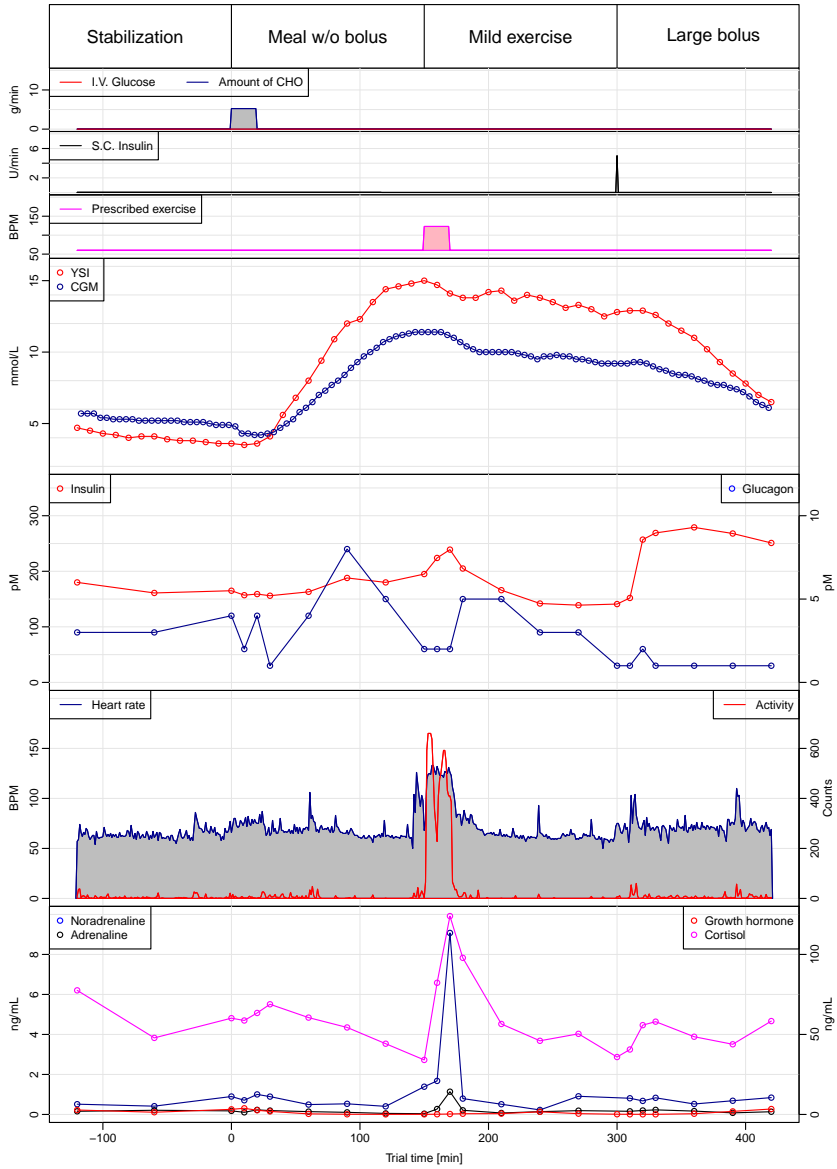 Stabilization Meal w/o bolus Mild exercise Large bolus
I.V. Glucose Amount of CHO
g/min
0 10
S.C. Insulin
U/min
2 6
Prescribed exercise
BPM
50 150
YSI
CGM
mmol/L
5 10 15
Insulin Glucagon
pM
0 100 200 300
pM
0 5 10
Heart rate Activity
BPM
0 50 100 150
Counts
0 200 400 600
Noradrenaline Growth hormone
Adrenaline Cortisol
ng/mL
0 2 4 6 8
ng/mL
0 50 100
−100 0 100 200 300 400
Trial time [min]